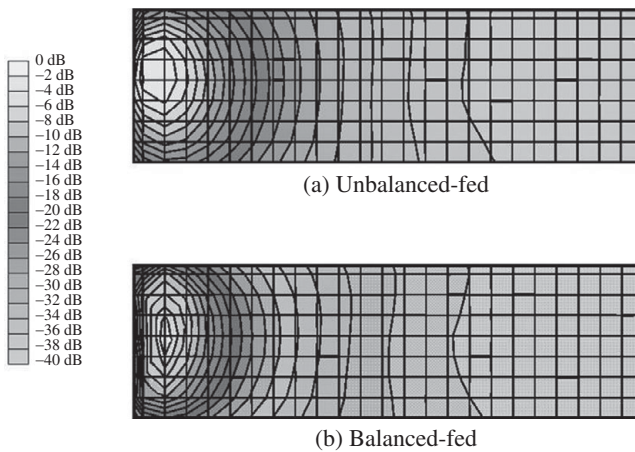 0 dB
−2 dB
−4 dB
−6 dB
−8 dB
−10 dB
−12 dB
−14 dB
−16 dB
−18 dB
−20 dB
−22 dB
−24 dB
−26 dB
−28 dB
−30 dB
−32 dB
−34 dB
−36 dB
−38 dB
−40 dB
(a) Unbalanced-fed
(b) Balanced-fed